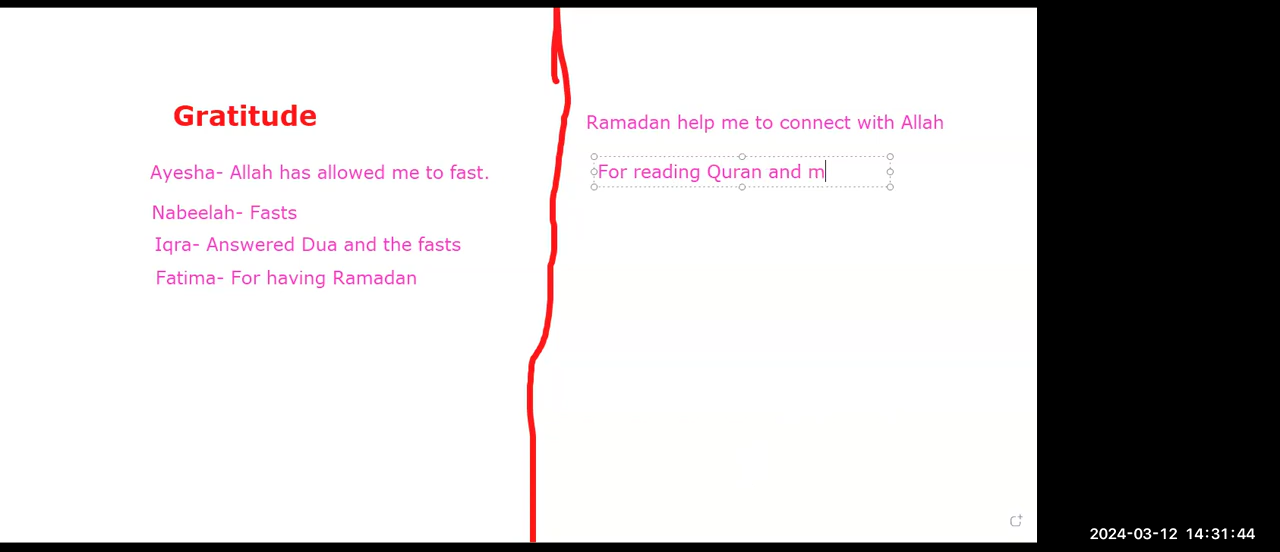 Gratitude
Ayesha- Allah has allowed me to fast.
Nabeelah- Fasts
Iqra- Answered Dua and the fasts
Fatima- For having Ramadan
Ramadan help me to connect with Allah
For reading Quran and m
2024-03-12 14:31:44